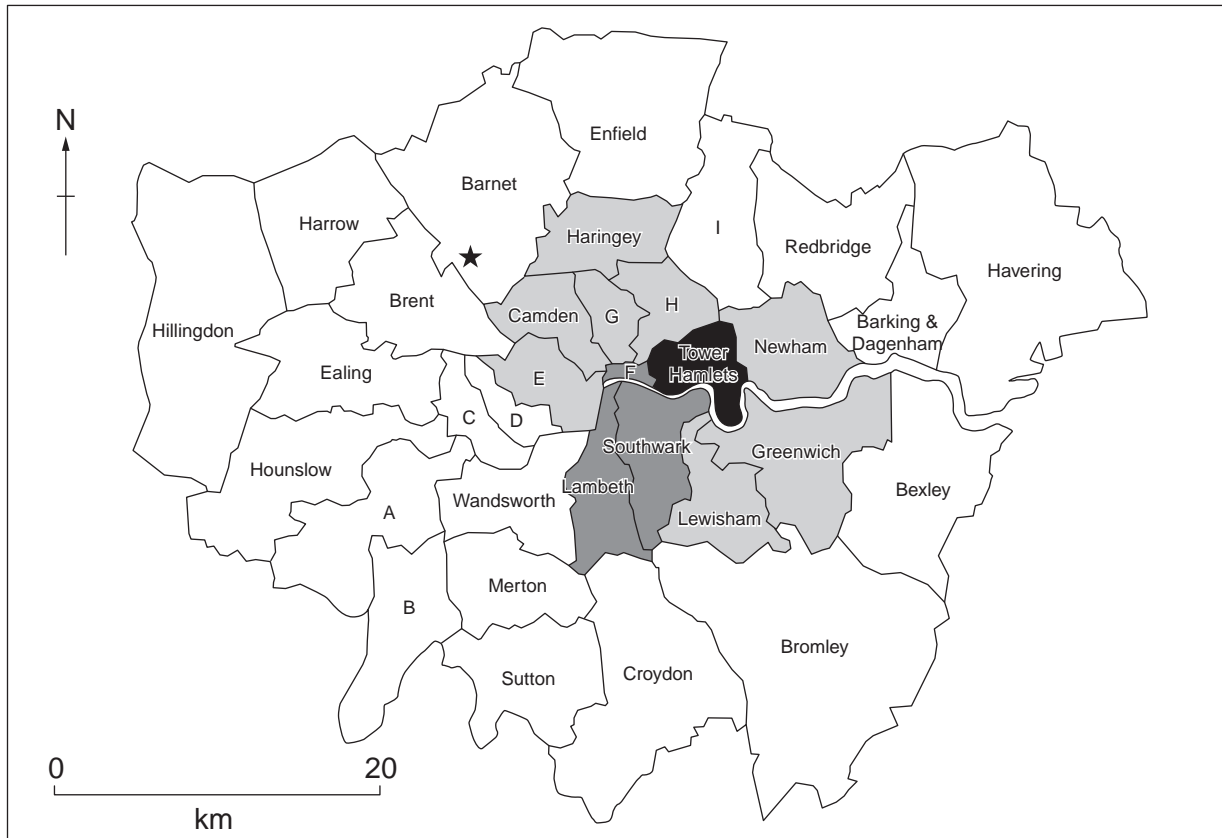 N
Enfield
Barnet
Harrow
Haringey
I
Redbridge
Havering
Brent
Camden
G
H
Hillingdon
Barking &
Dagenham
Newham
Tower
Hamlets
Ealing
E
F
C
D
Southwark
Greenwich
Hounslow
Wandsworth
Lambeth
Bexley
A
Lewisham
Merton
B
Bromley
Sutton
Croydon
0
20
km